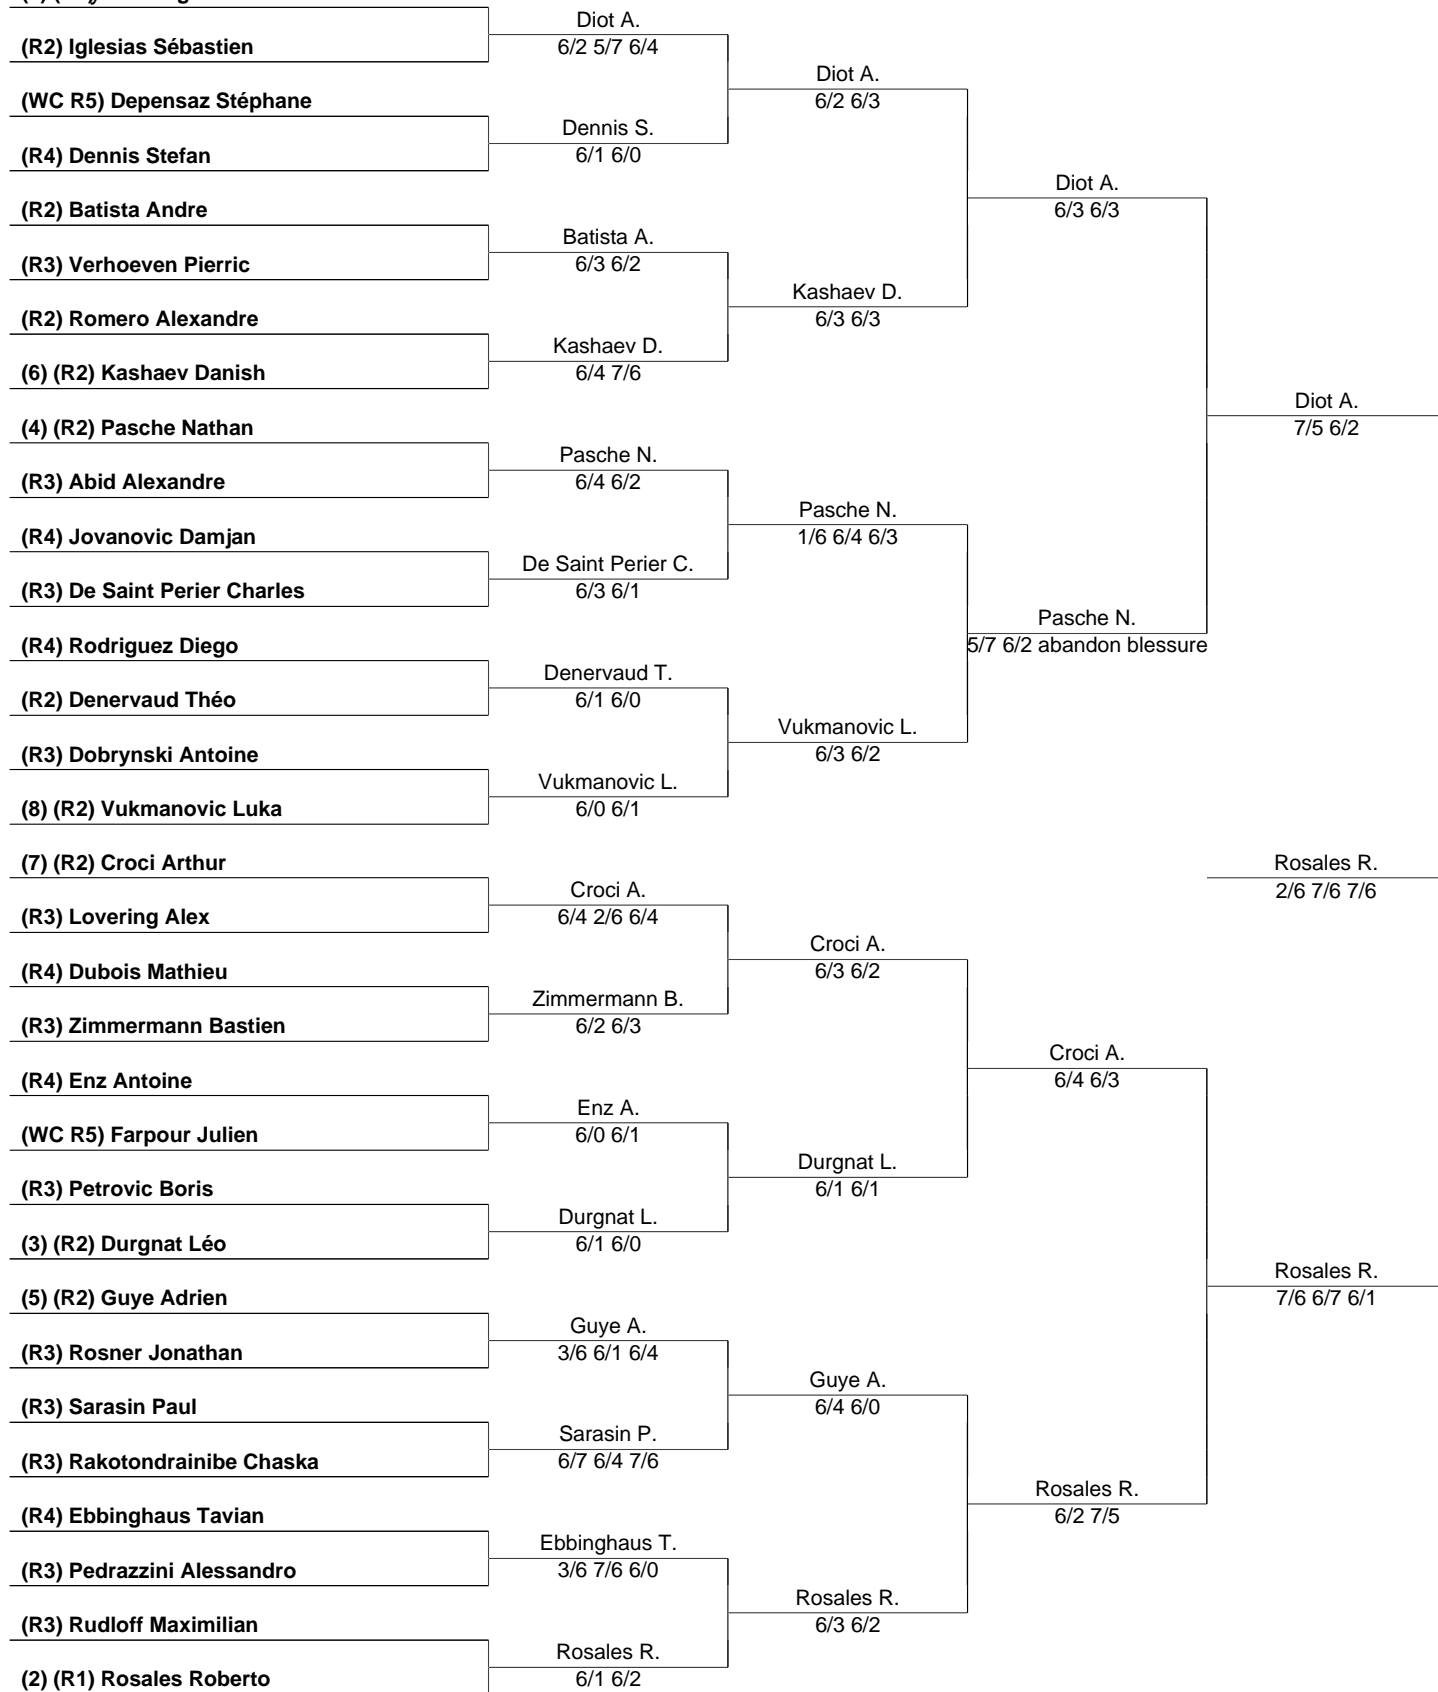 Diot A.
(R2) Iglesias Sébastien
6/2 5/7 6/4
Diot A.
(WC R5) Depensaz Stéphane
6/2 6/3
Dennis S.
(R4) Dennis Stefan
6/1 6/0
Diot A.
(R2) Batista Andre
6/3 6/3
Batista A.
(R3) Verhoeven Pierric
6/3 6/2
Kashaev D.
(R2) Romero Alexandre
6/3 6/3
Kashaev D.
(6) (R2) Kashaev Danish
6/4 7/6
Diot A.
(4) (R2) Pasche Nathan
7/5 6/2
Pasche N.
(R3) Abid Alexandre
6/4 6/2
Pasche N.
(R4) Jovanovic Damjan
1/6 6/4 6/3
De Saint Perier C.
(R3) De Saint Perier Charles
6/3 6/1
Pasche N.
(R4) Rodriguez Diego
5/7 6/2 abandon blessure
Denervaud T.
(R2) Denervaud Théo
6/1 6/0
Vukmanovic L.
(R3) Dobrynski Antoine
6/3 6/2
Vukmanovic L.
(8) (R2) Vukmanovic Luka
6/0 6/1
(7) (R2) Croci Arthur
Rosales R.
2/6 7/6 7/6
Croci A.
(R3) Lovering Alex
6/4 2/6 6/4
Croci A.
(R4) Dubois Mathieu
6/3 6/2
Zimmermann B.
(R3) Zimmermann Bastien
6/2 6/3
Croci A.
(R4) Enz Antoine
6/4 6/3
Enz A.
(WC R5) Farpour Julien
6/0 6/1
Durgnat L.
(R3) Petrovic Boris
6/1 6/1
Durgnat L.
(3) (R2) Durgnat Léo
6/1 6/0
Rosales R.
(5) (R2) Guye Adrien
7/6 6/7 6/1
Guye A.
(R3) Rosner Jonathan
3/6 6/1 6/4
Guye A.
(R3) Sarasin Paul
6/4 6/0
Sarasin P.
(R3) Rakotondrainibe Chaska
6/7 6/4 7/6
Rosales R.
(R4) Ebbinghaus Tavian
6/2 7/5
Ebbinghaus T.
(R3) Pedrazzini Alessandro
3/6 7/6 6/0
Rosales R.
(R3) Rudloff Maximilian
6/3 6/2
Rosales R.
(2) (R1) Rosales Roberto
6/1 6/2